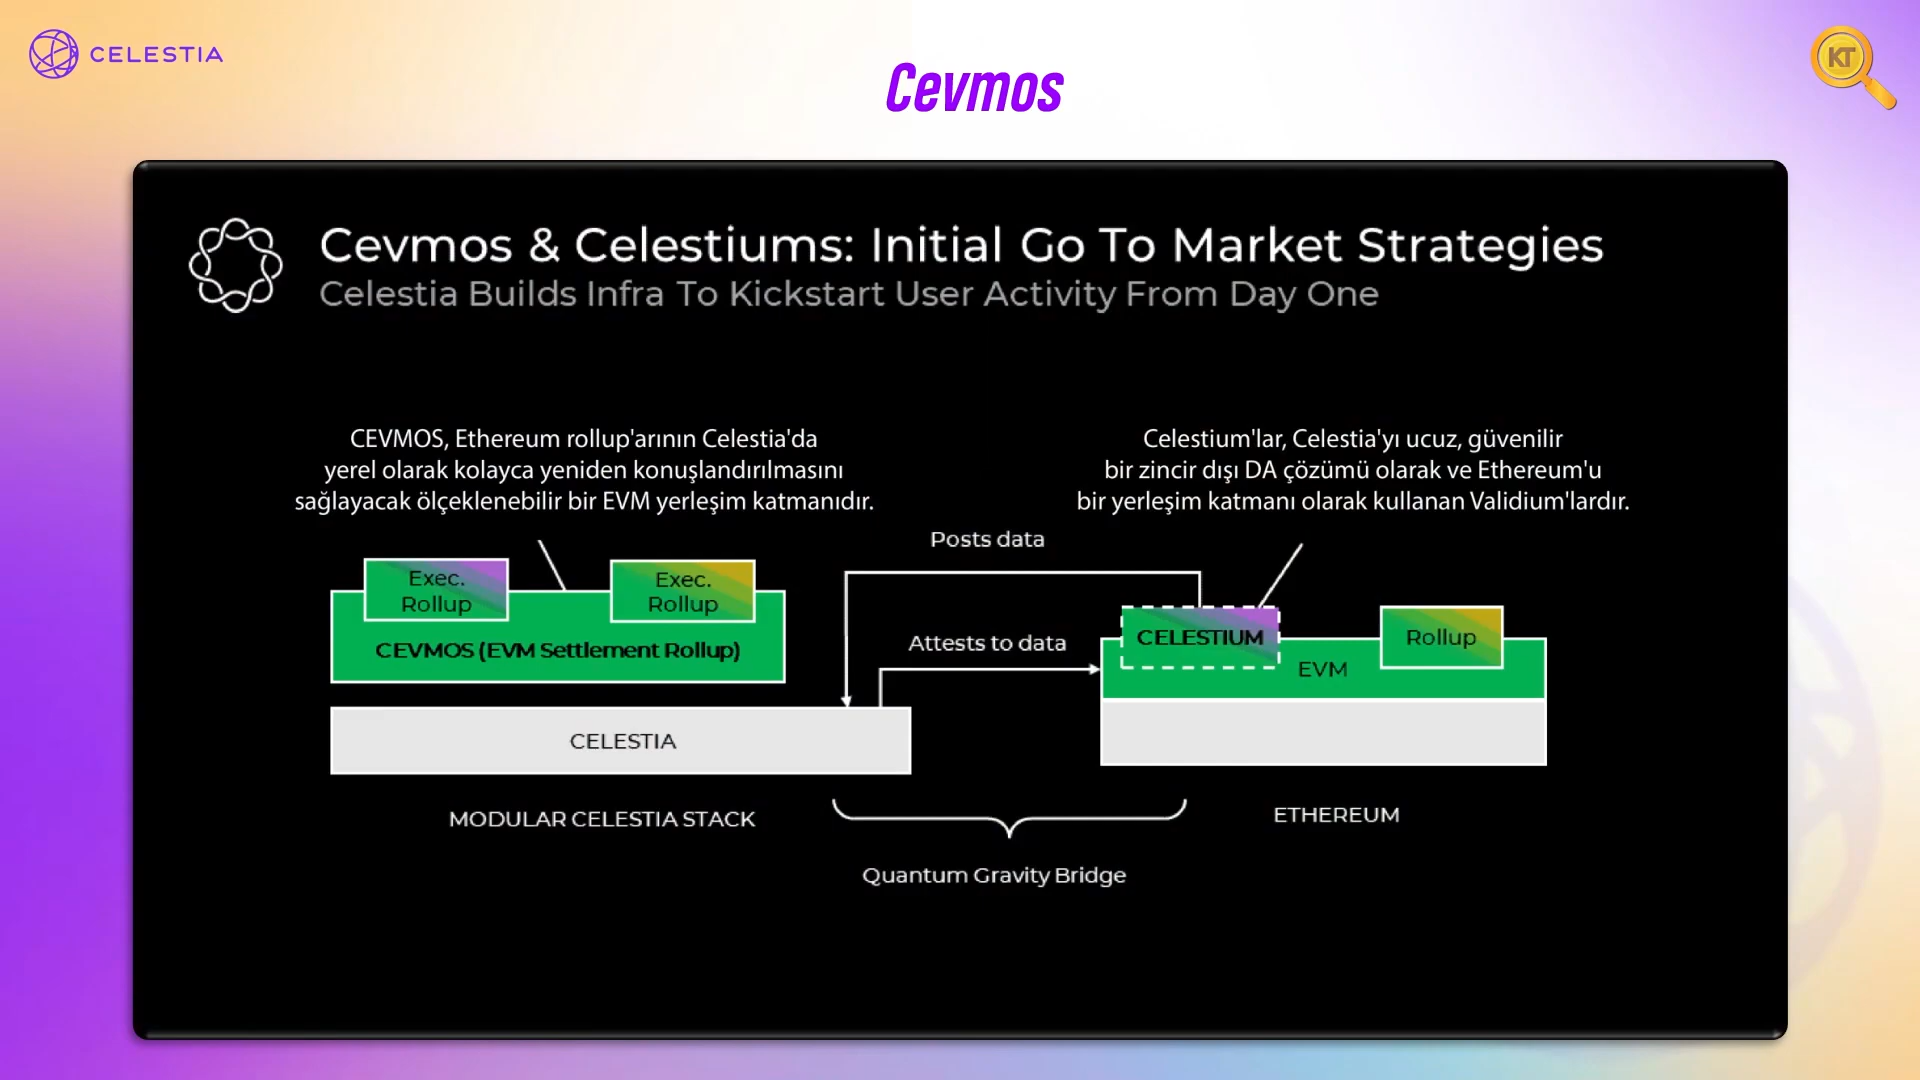 CELESTIA
KT
Cevmos
Cevmos & Celestiums: Initial Go To Market Strategies
Celestia Builds Infra To Kickstart User Activity From Day One
CEVMOS, Ethereum rollup'arının Celestia'da
yerel olarak kolayca yeniden konuşlandırılmasını
sağlayacak ölçeklenebilir bir EVM yerleşim katmanıdır.
Celestium'lar, Celestia'yı ucuz, güvenilir
bir zincir dışı DA çözümü olarak ve Ethereum'u
bir yerleşim katmanı olarak kullanan Validium'lardır.
Posts data
Exec.
Rollup
Exec.
Rollup
CEVMOS (EVM Settlement Rollup)
Attests to data
CELESTIUM
EVM
Rollup
CELESTIA
MODULAR CELESTIA STACK
ETHEREUM
Quantum Gravity Bridge